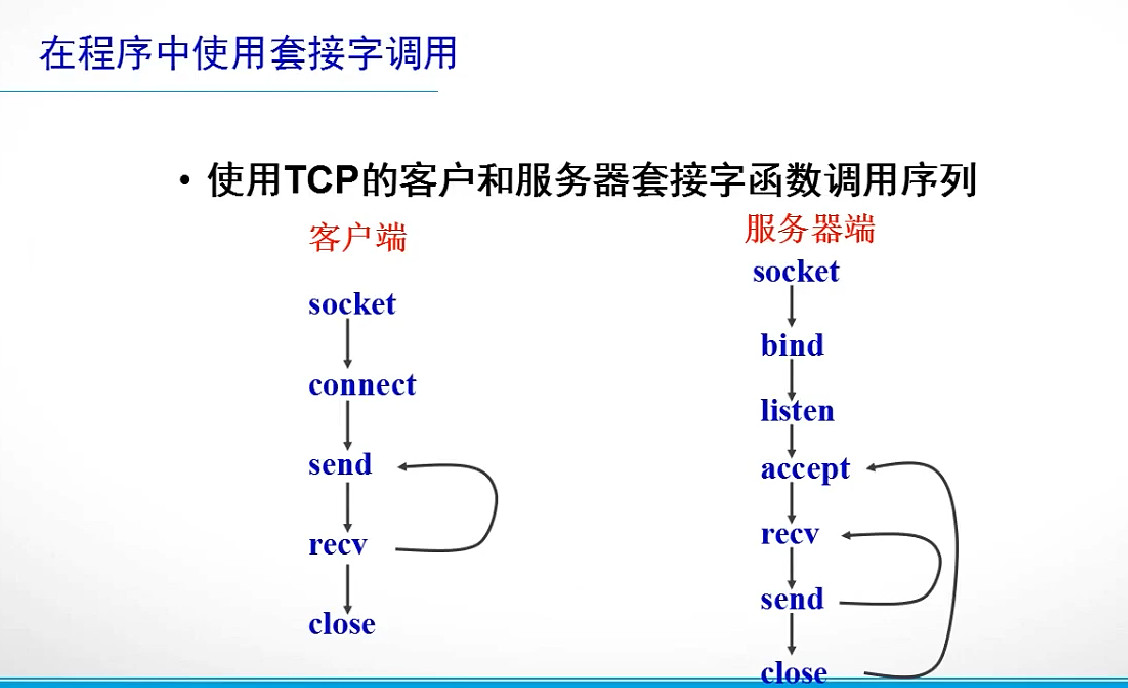 在程序中使用套接字调用
• 使用TCP的客户和服务器套接字函数调用序列
客户端
socket
connect
send
recv
close
服务器端
socket
bind
listen
accept
recv
send
close